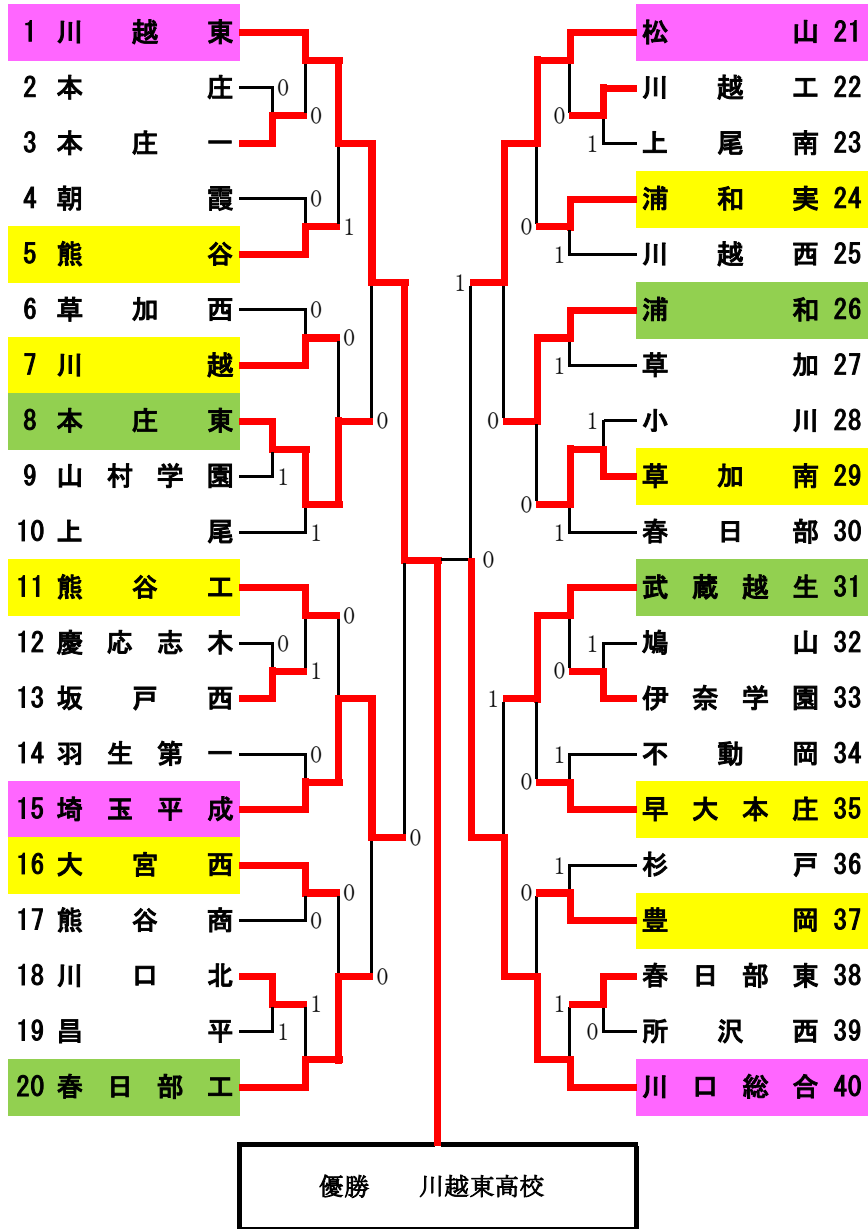 1 川越東
2 本庄
0
3 本庄一
0
4 朝霞
0
1
5 熊谷
6 草加西
0
0
7 川越
8 本庄東
0
9 山村学園
1
10 上尾
1
11 熊谷工
0
12 慶応志木
0
1
13 坂戸西
14 羽生第一
0
15 埼玉平成
0
16 大宮西
0
17 熊谷商
0
18 川口北
0
1
19 昌平
1
20 春日部工
松山 21
川越工 22
0
上尾南 23
1
浦和実 24
0
川越西 25
1
1
浦和 26
草加 27
1
小川 28
1
0
草加南 29
0
春日部 30
1
0
武蔵越生 31
鳩山 32
1
0
伊奈学園 33
1
不動岡 34
1
0
早大本庄 35
杉戸 36
1
0
豊岡 37
春日部東 38
1
所沢西 39
0
川口総合 40
優勝 川越東高校